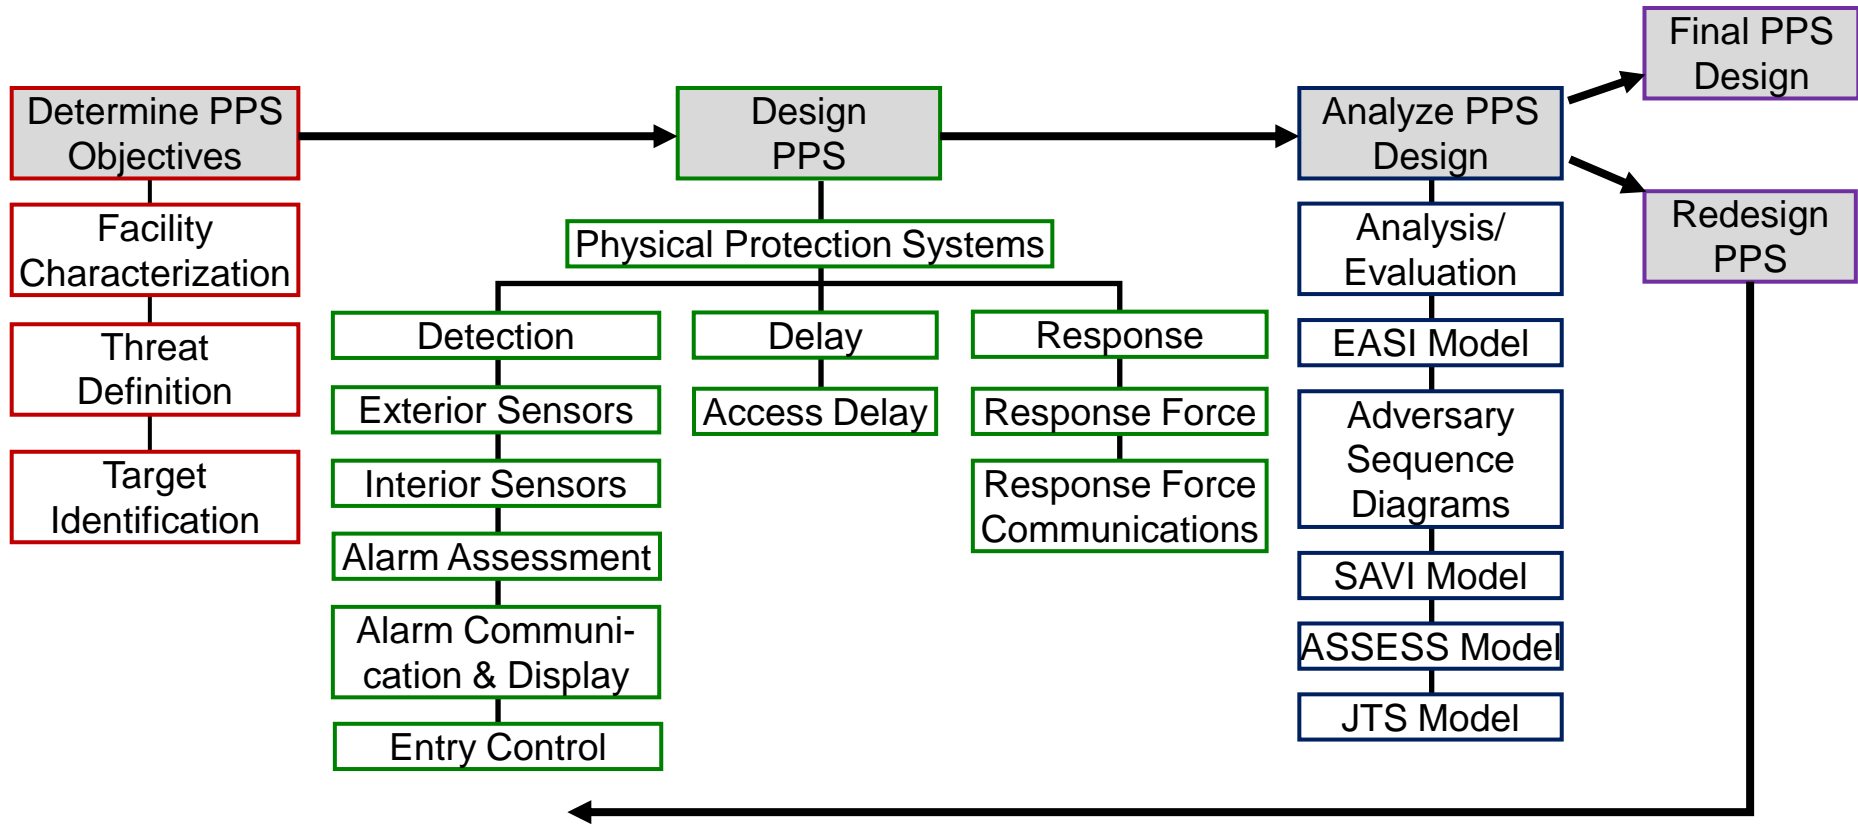 Determine PPS
Objectives
Facility
Characterization
Threat
Definition
Target
Identification
Design
PPS
Physical Protection Systems
Detection
Exterior Sensors
Interior Sensors
Alarm Assessment
Alarm Communi-
cation & Display
Entry Control
Delay
Access Delay
Response
Response Force
Response Force
Communications
Analyze PPS
Design
Analysis/
Evaluation
EASI Model
Adversary
Sequence
Diagrams
SAVI Model
ASSESS Model
JTS Model
Final PPS
Design
Redesign
PPS